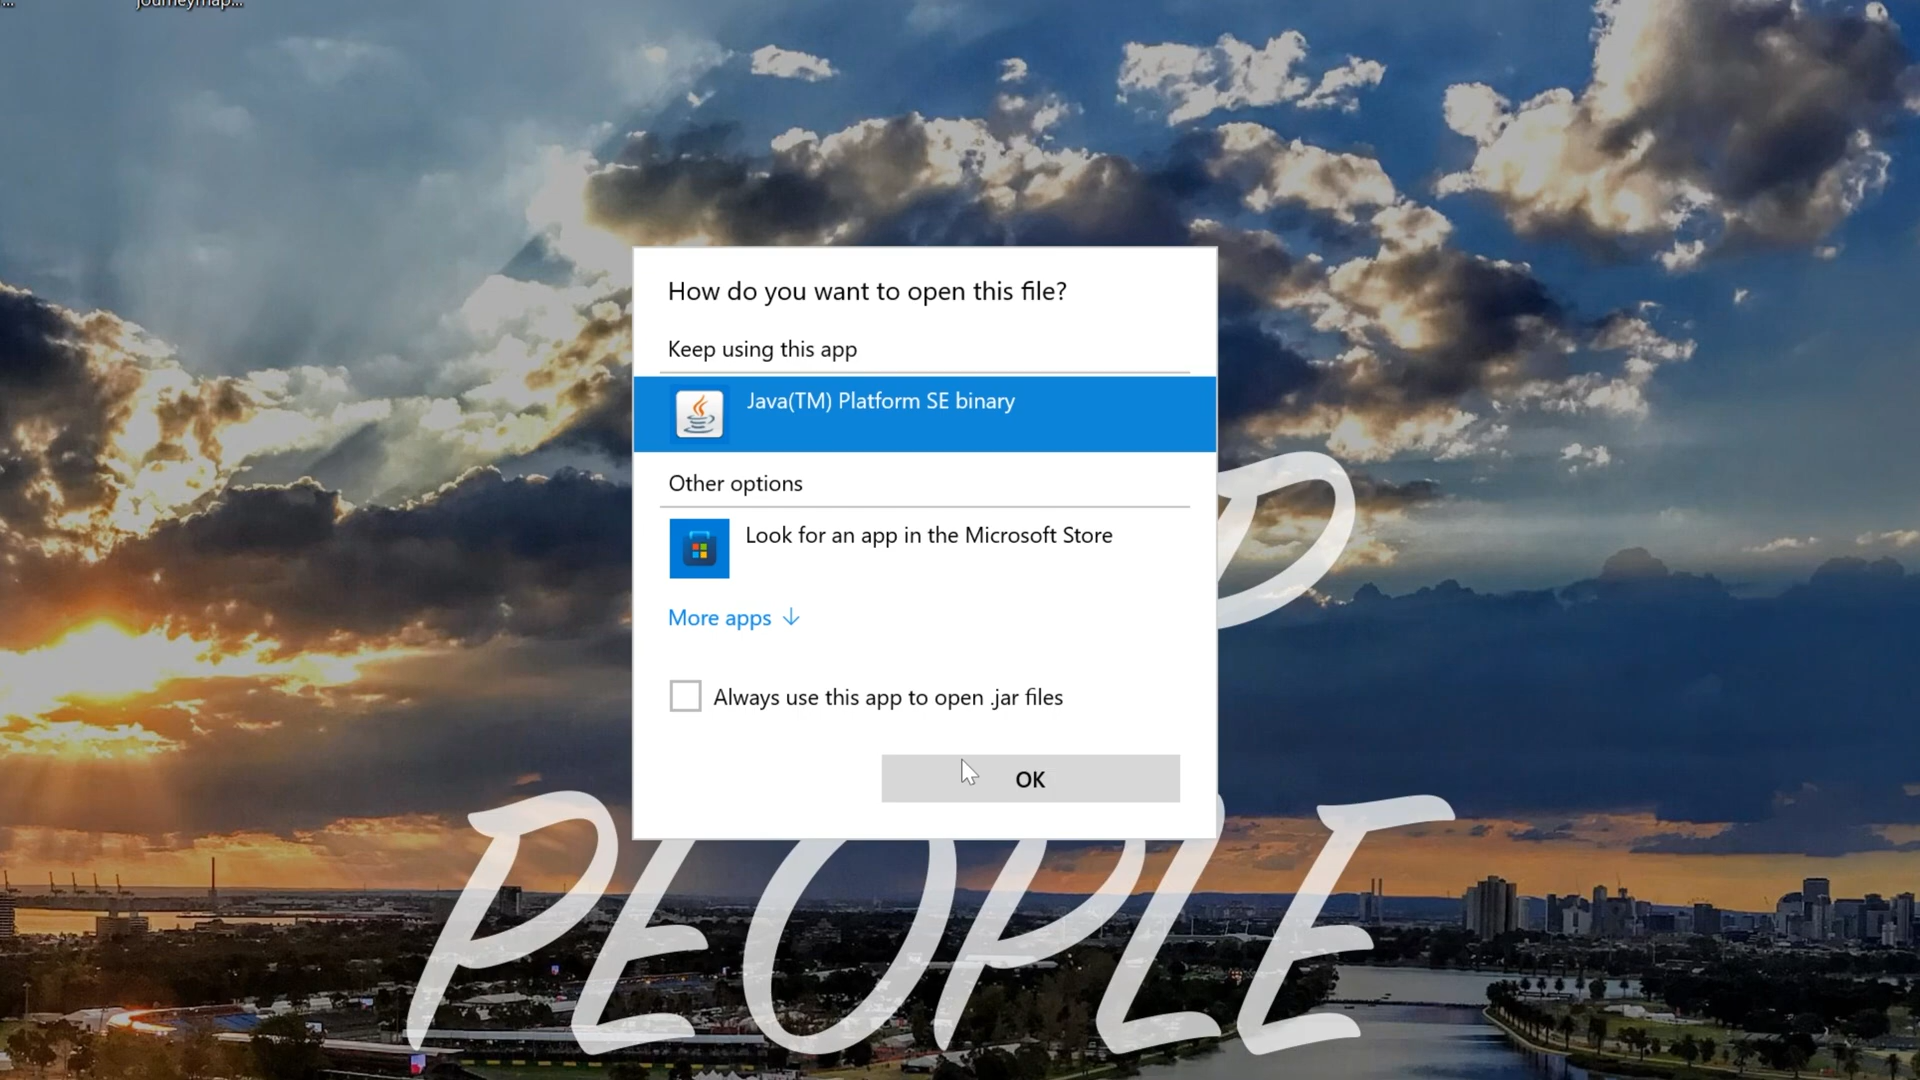 ...
journeymap...
How do you want to open this file?
Keep using this app
Java(TM) Platform SE binary
Other options
Look for an app in the Microsoft Store
More apps ↓
Always use this app to open .jar files
OK
D
PEOPLE